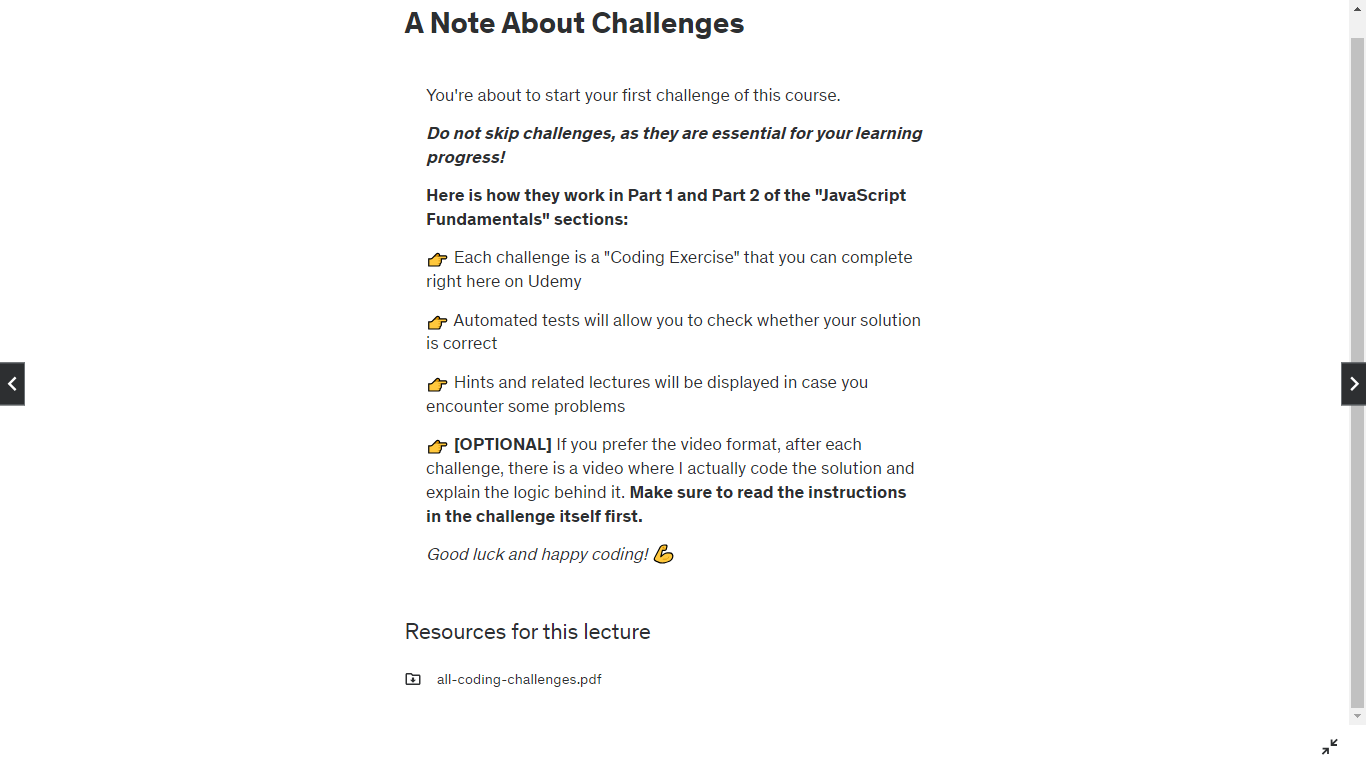 A Note About Challenges
You're about to start your first challenge of this course.
Do not skip challenges, as they are essential for your learning
progress!
Here is how they work in Part 1 and Part 2 of the "JavaScript
Fundamentals" sections:
👉 Each challenge is a "Coding Exercise" that you can complete
right here on Udemy
👉 Automated tests will allow you to check whether your solution
is correct
👉 Hints and related lectures will be displayed in case you
encounter some problems
👉 [OPTIONAL] If you prefer the video format, after each
challenge, there is a video where I actually code the solution and
explain the logic behind it. Make sure to read the instructions
in the challenge itself first.
Good luck and happy coding! 💪
Resources for this lecture
all-coding-challenges.pdf